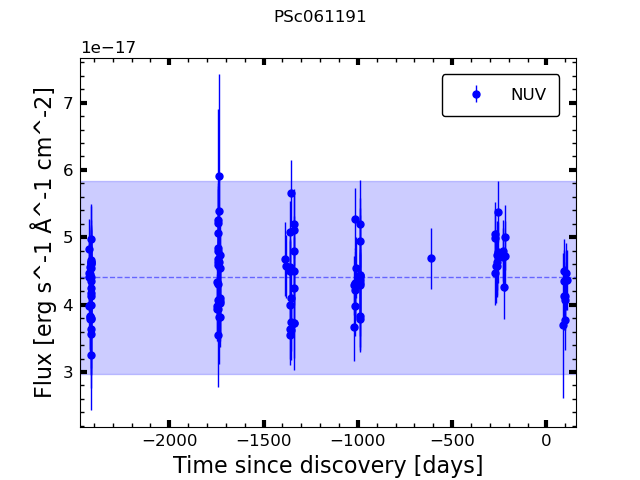 PSc061191
1e−17
NUV
7
6
5
4
3
Flux [erg s^-1 Å^-1 cm^-2]
−2000
−1500
−1000
−500
0
Time since discovery [days]